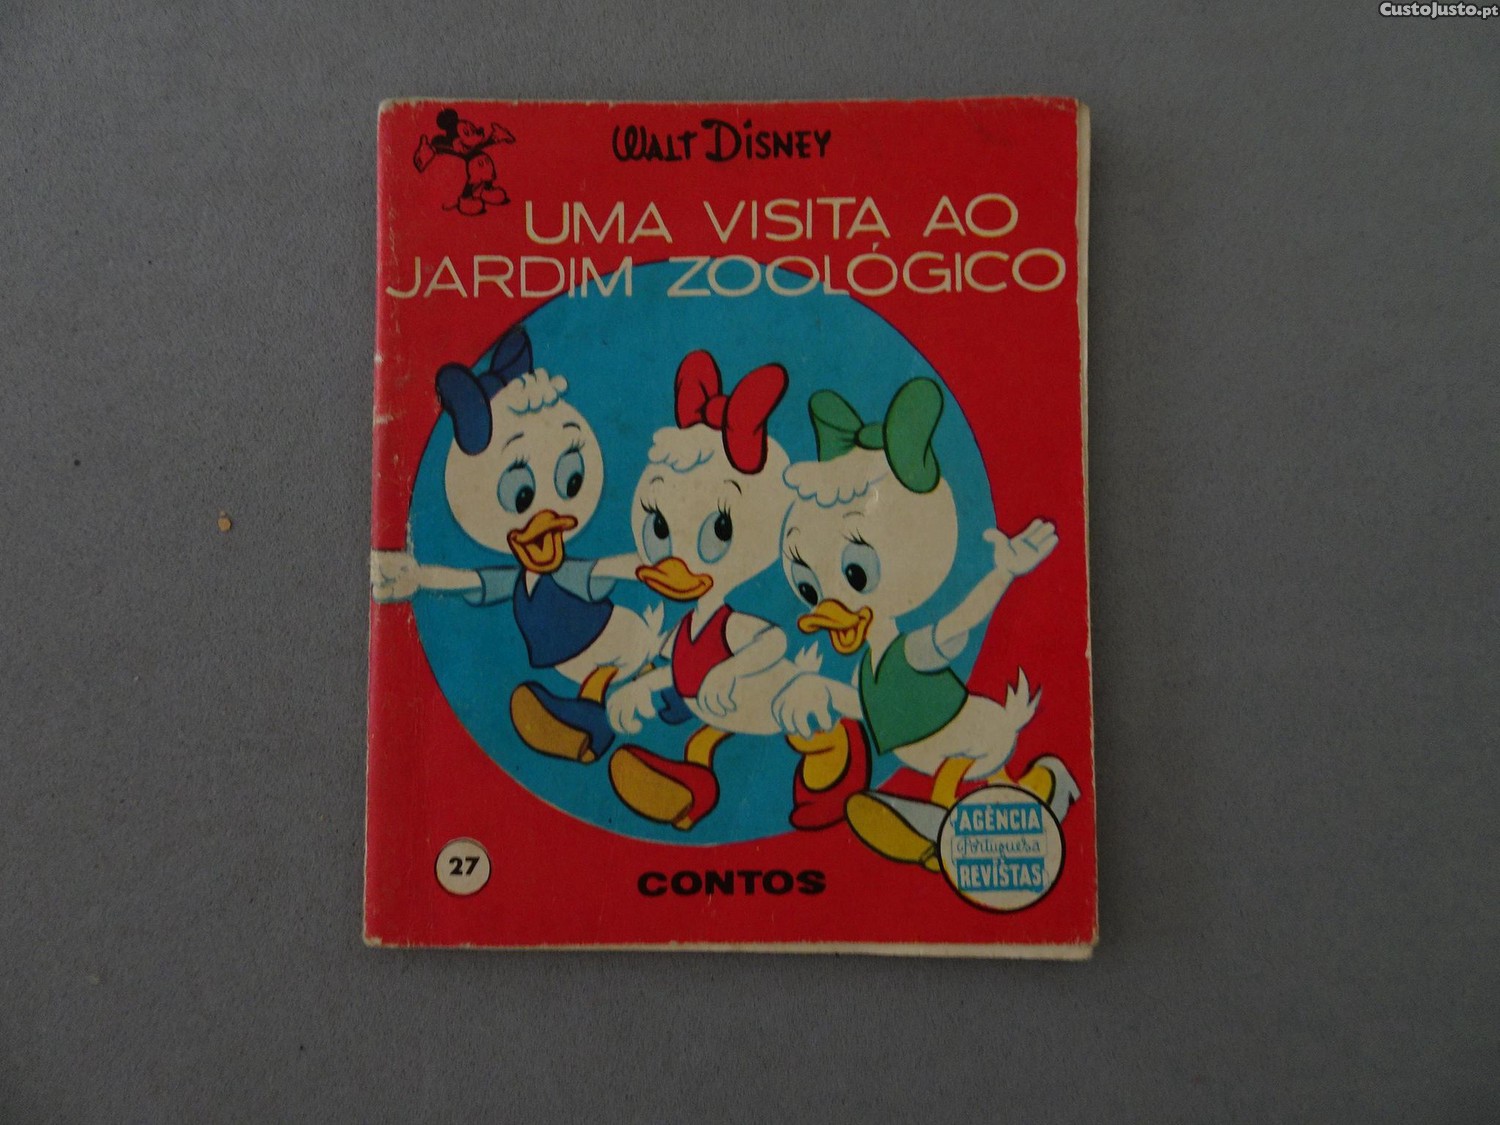 CustoJusto.pt
WALT DISNEY
UMA VISITA AO
JARDIM ZOOLÓGICO
AGÊNCIA
Portuguesa
REVISTAS
27
CONTOS